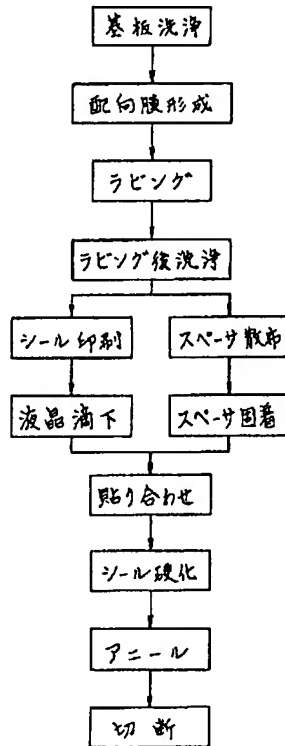 基板洗浄
配向膜形成
ラビング
ラビング後洗浄
シール印刷
スペーサ散布
液晶滴下
スペーサ固着
貼り合わせ
シール硬化
アニール
切断